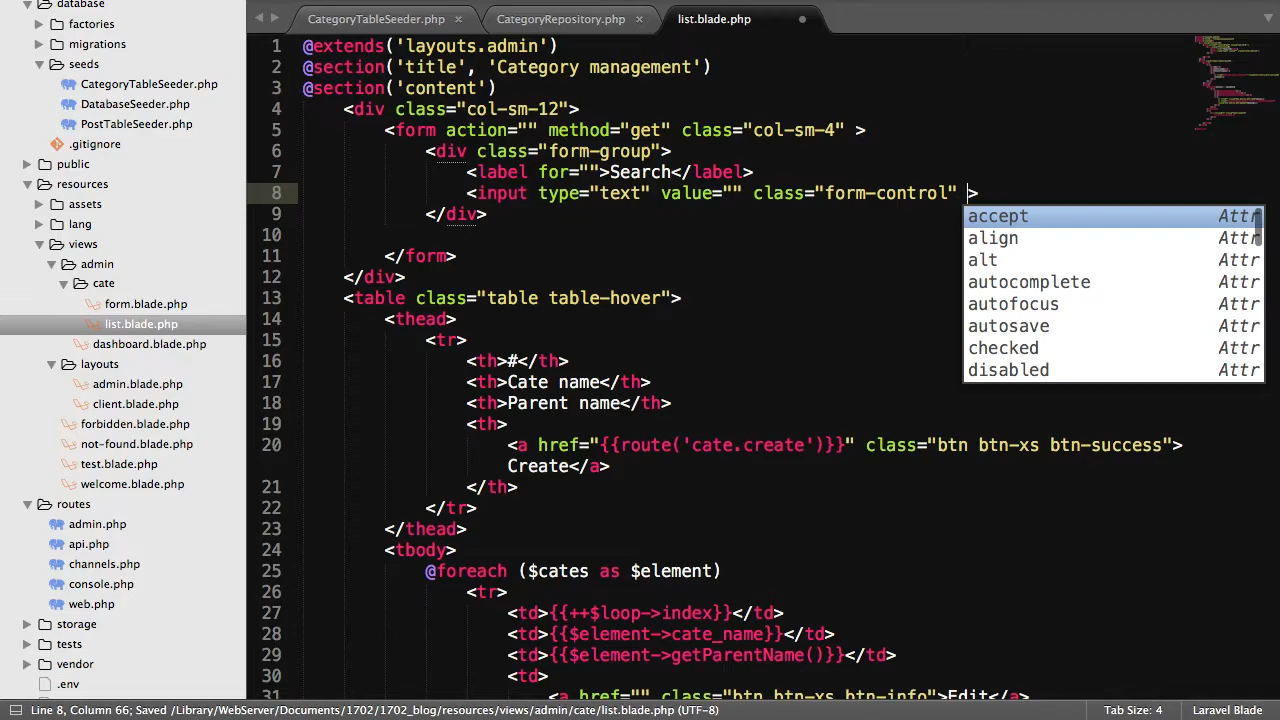 database
factories
migrations
seeds
CategoryTableSeeder.php
DatabaseSeeder.php
PostTableSeeder.php
.gitignore
public
resources
assets
lang
views
admin
cate
form.blade.php
list.blade.php
dashboard.blade.php
layouts
admin.blade.php
client.blade.php
forbidden.blade.php
not-found.blade.php
test.blade.php
welcome.blade.php
routes
admin.php
api.php
channels.php
console.php
web.php
storage
tests
vendor
.env
CategoryTableSeeder.php × CategoryRepository.php × list.blade.php
1 @extends('layouts.admin')
2 @section('title', 'Category management')
3 @section('content')
4 <div class="col-sm-12">
5 <form action="" method="get" class="col-sm-4" >
6 <div class="form-group">
7 <label for="">Search</label>
8 <input type="text" value="" class="form-control" >
9 </div>
10
11 </form>
12 </div>
13 <table class="table table-hover">
14 <thead>
15 <tr>
16 <th>#</th>
17 <th>Cate name</th>
18 <th>Parent name</th>
19 <th>
20 <a href="{{route('cate.create')}}" class="btn btn-xs btn-success">
Create</a>
21 </th>
22 </tr>
23 </thead>
24 <tbody>
25 @foreach ($cates as $element)
26 <tr>
27 <td>{{++$loop->index}}</td>
28 <td>{{$element->cate_name}}</td>
29 <td>{{$element->getParentName()}}</td>
30 <td>
31 <a href="" class="btn btn-xs btn-info">Edit</a>
accept Attr
align Attr
alt Attr
autocomplete Attr
autofocus Attr
autosave Attr
checked Attr
disabled Attr
Line 8, Column 66; Saved /Library/WebServer/Documents/1702/1702_blog/resources/views/admin/cate/list.blade.php (UTF-8) Tab Size: 4 Laravel Blade